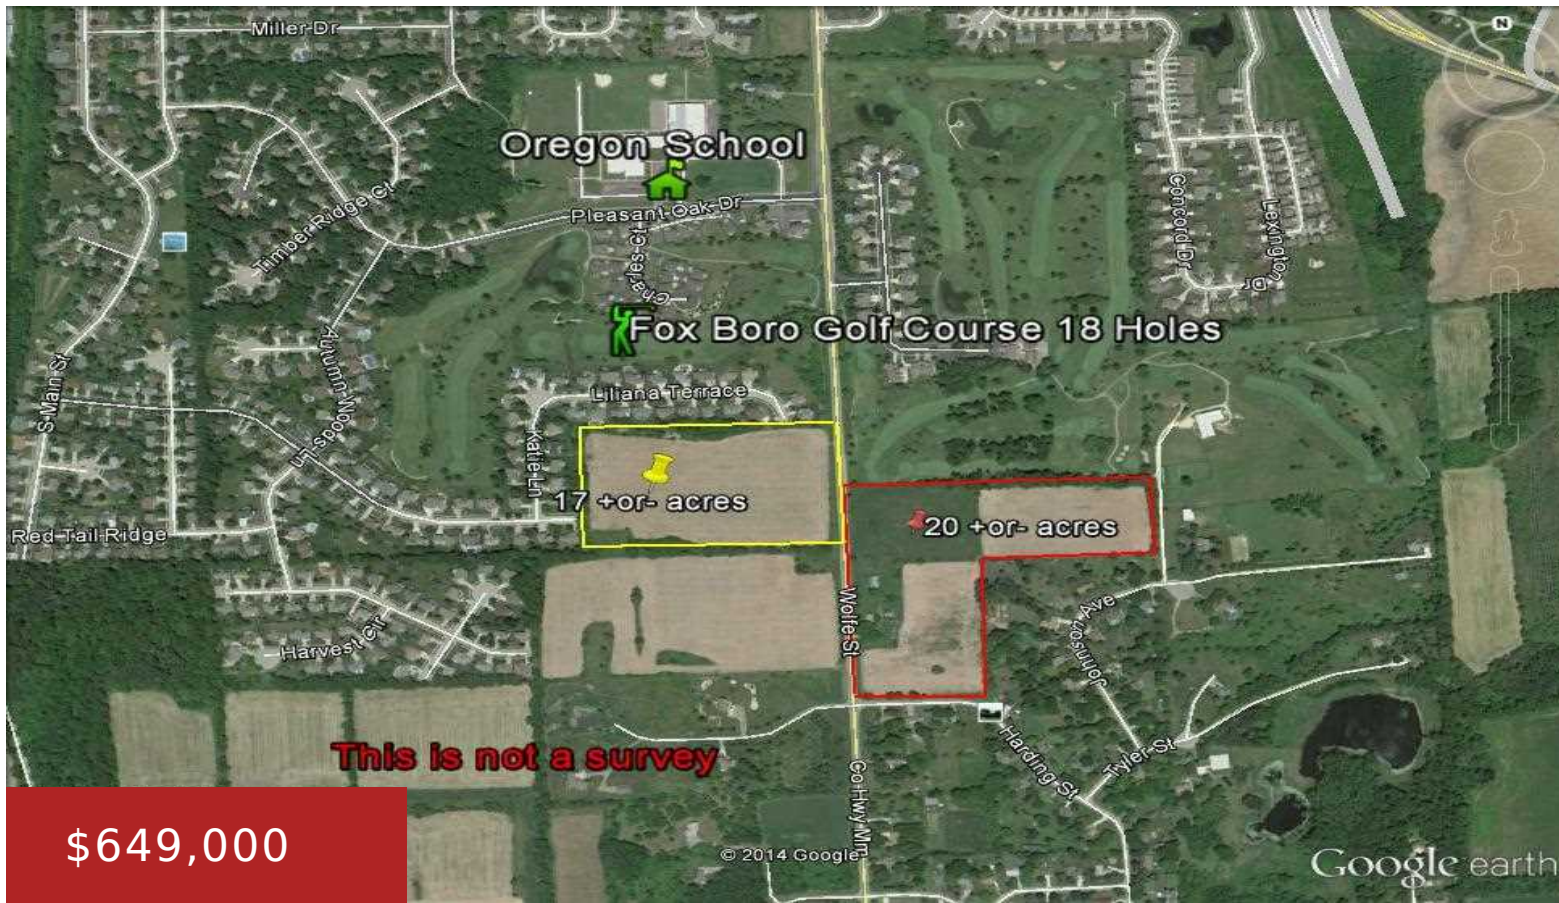 Miller Dr
N
Oregon School
Pleasant Oak Dr
Timber Ridge Ct
Charles Ct
Concord Dr
Lexington Dr
Fox Boro Golf Course 18 Holes
S Main St
Autumn Woods Ln
Liliana Terrace
Katie Ln
17 +or- acres
20 +or- acres
Red Tail Ridge
Wolfe St
Johnson Ave
Harvest Cir
Harding St
Tyler St
This is not a survey
Co Hwy Mm
$649,000
© 2014 Google
Google earth